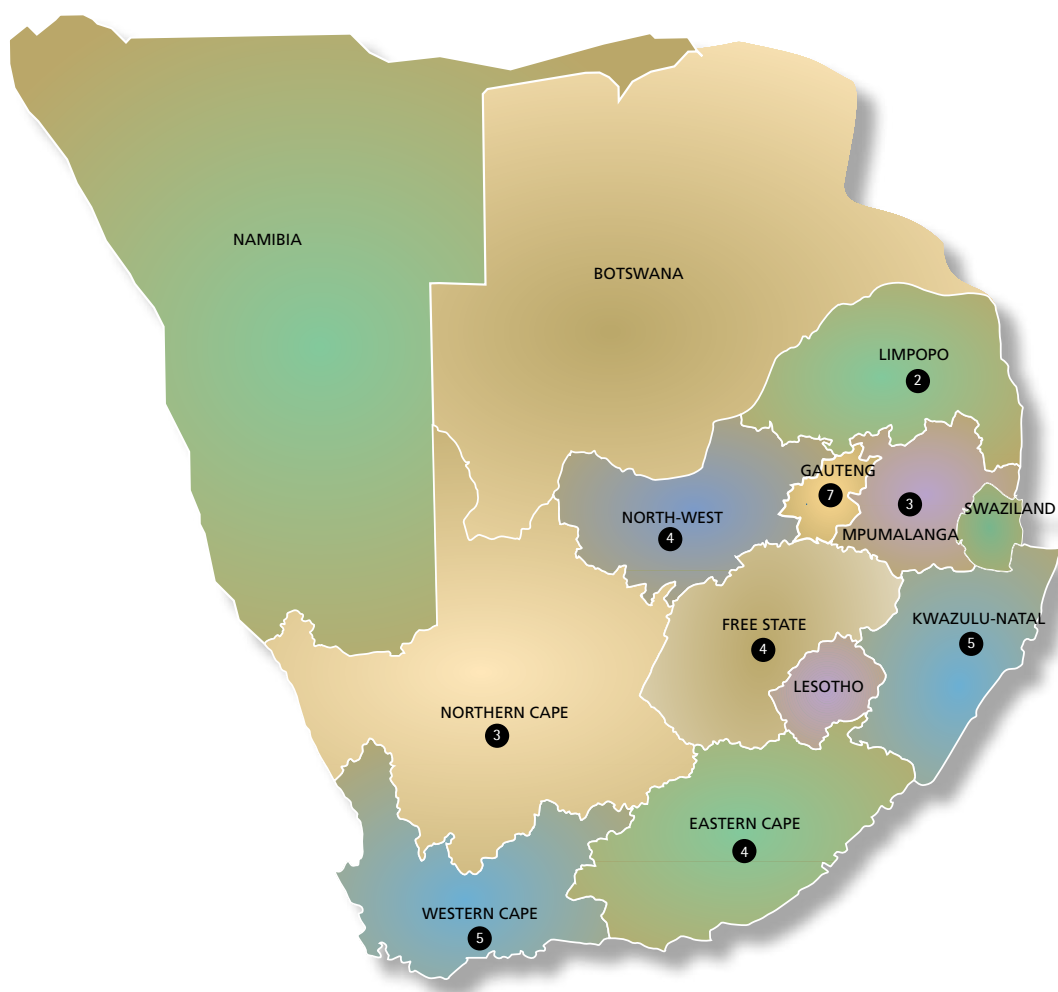 NAMIBIA
BOTSWANA
LIMPOPO
2
GAUTENG
7
3
SWAZILAND
NORTH-WEST
4
MPUMALANGA
FREE STATE
4
KWAZULU-NATAL
5
LESOTHO
NORTHERN CAPE
3
EASTERN CAPE
4
WESTERN CAPE
5